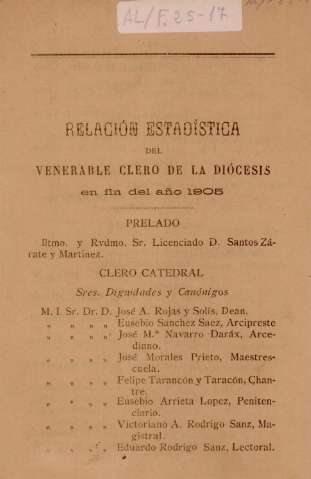 AL/F.25-17
RELACIÓN ESTADÍSTICA
DEL
VENERABLE CLERO DE LA DIÓCESIS
en fin del año 1905
PRELADO
Iltmo. y Rvdmo. Sr. Licenciado D. Santos Zá-
rate y Martínez.
CLERO CATEDRAL
Sres. Dignidades y Canónigos
M. I. Sr. Dr. D. José A. Rojas y Solís, Dean.
" " " " Eusebio Sanchez Saez, Arcipreste
" " " " José M.ª Navarro Daráx, Arce-
diano.
" " " " José Morales Prieto, Maestres-
cuela.
" " " " Felipe Tarancón y Taracón, Chan-
tre.
" " " " Eusebio Arrieta Lopez, Peniten-
ciario.
" " " " Victoriano A. Rodrigo Sanz, Ma-
gistral.
" " " " Eduardo Rodrigo Sanz, Lectoral.